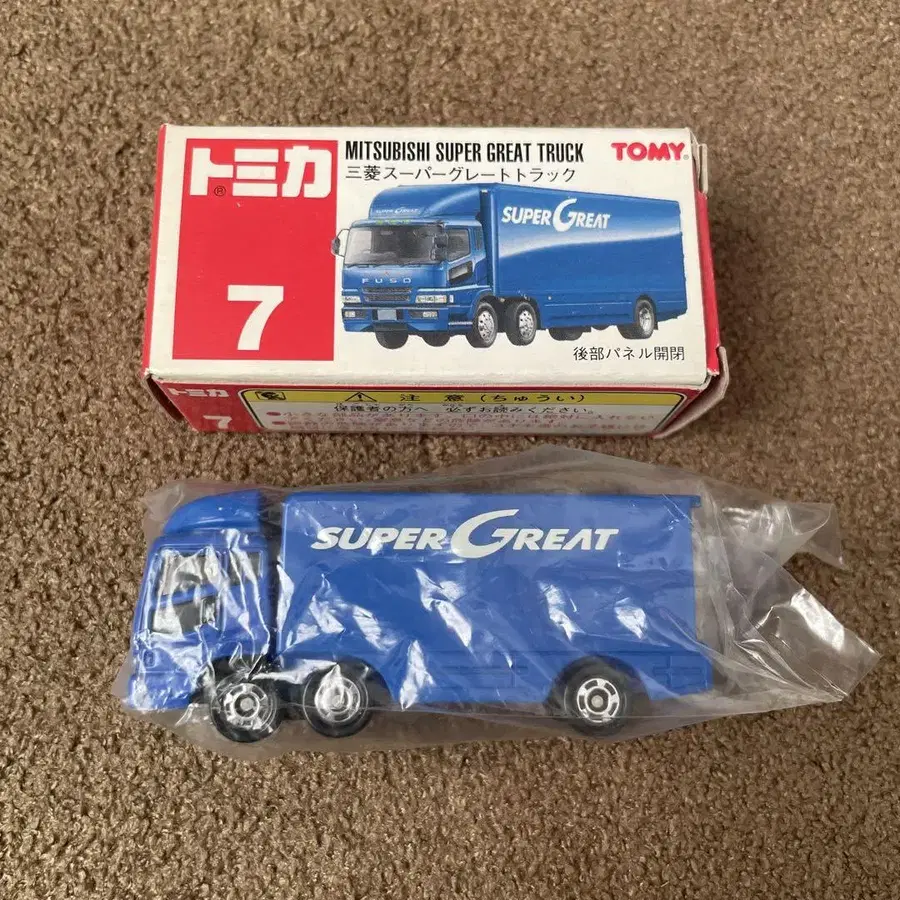 トミカ®
7
MITSUBISHI SUPER GREAT TRUCK
三菱スーパーグレートトラック
TOMY®
SUPER GREAT
SUPER GREAT
FUSO
後部パネル開閉
トミカ
7
注意(ちゅうい)
保護者の方へ 必ずお読みください。
SUPER GREAT